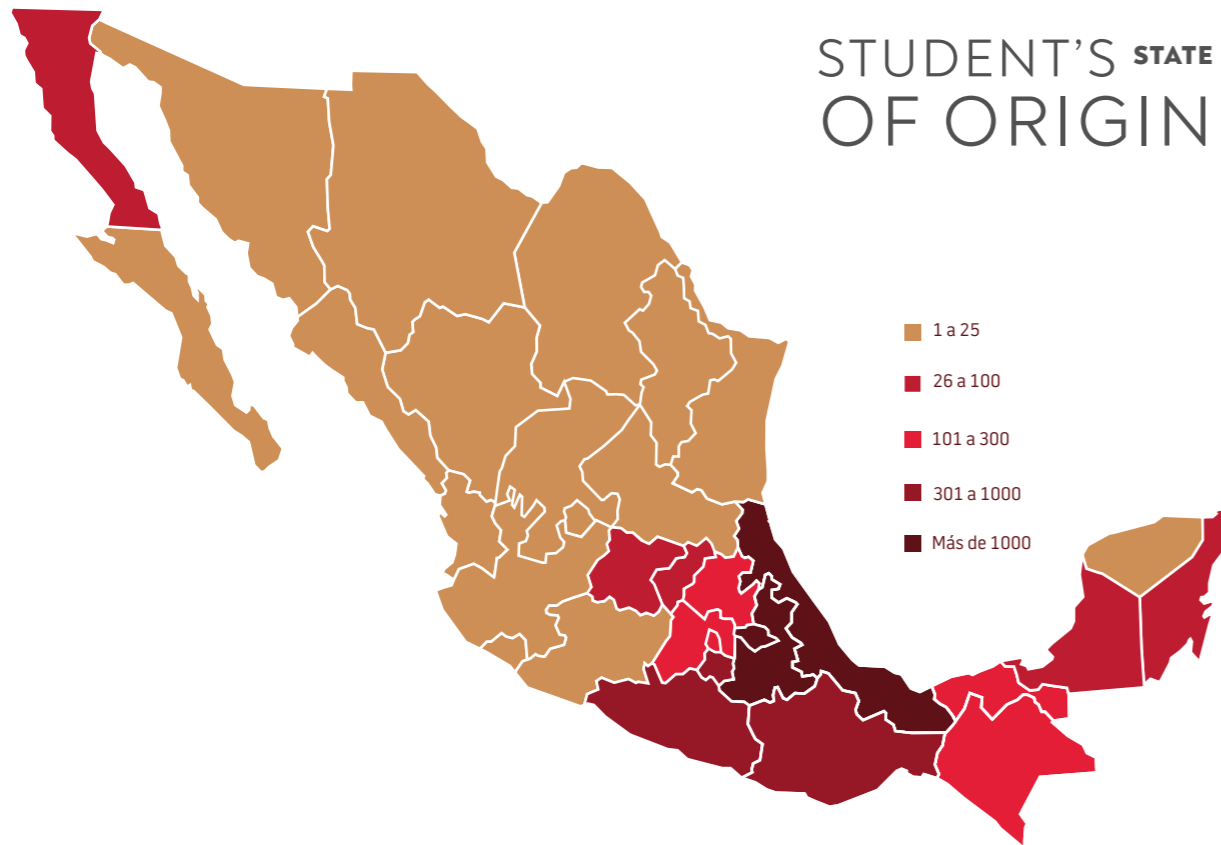 STUDENT'S STATE
OF ORIGIN
1 a 25
26 a 100
101 a 300
301 a 1000
Más de 1000